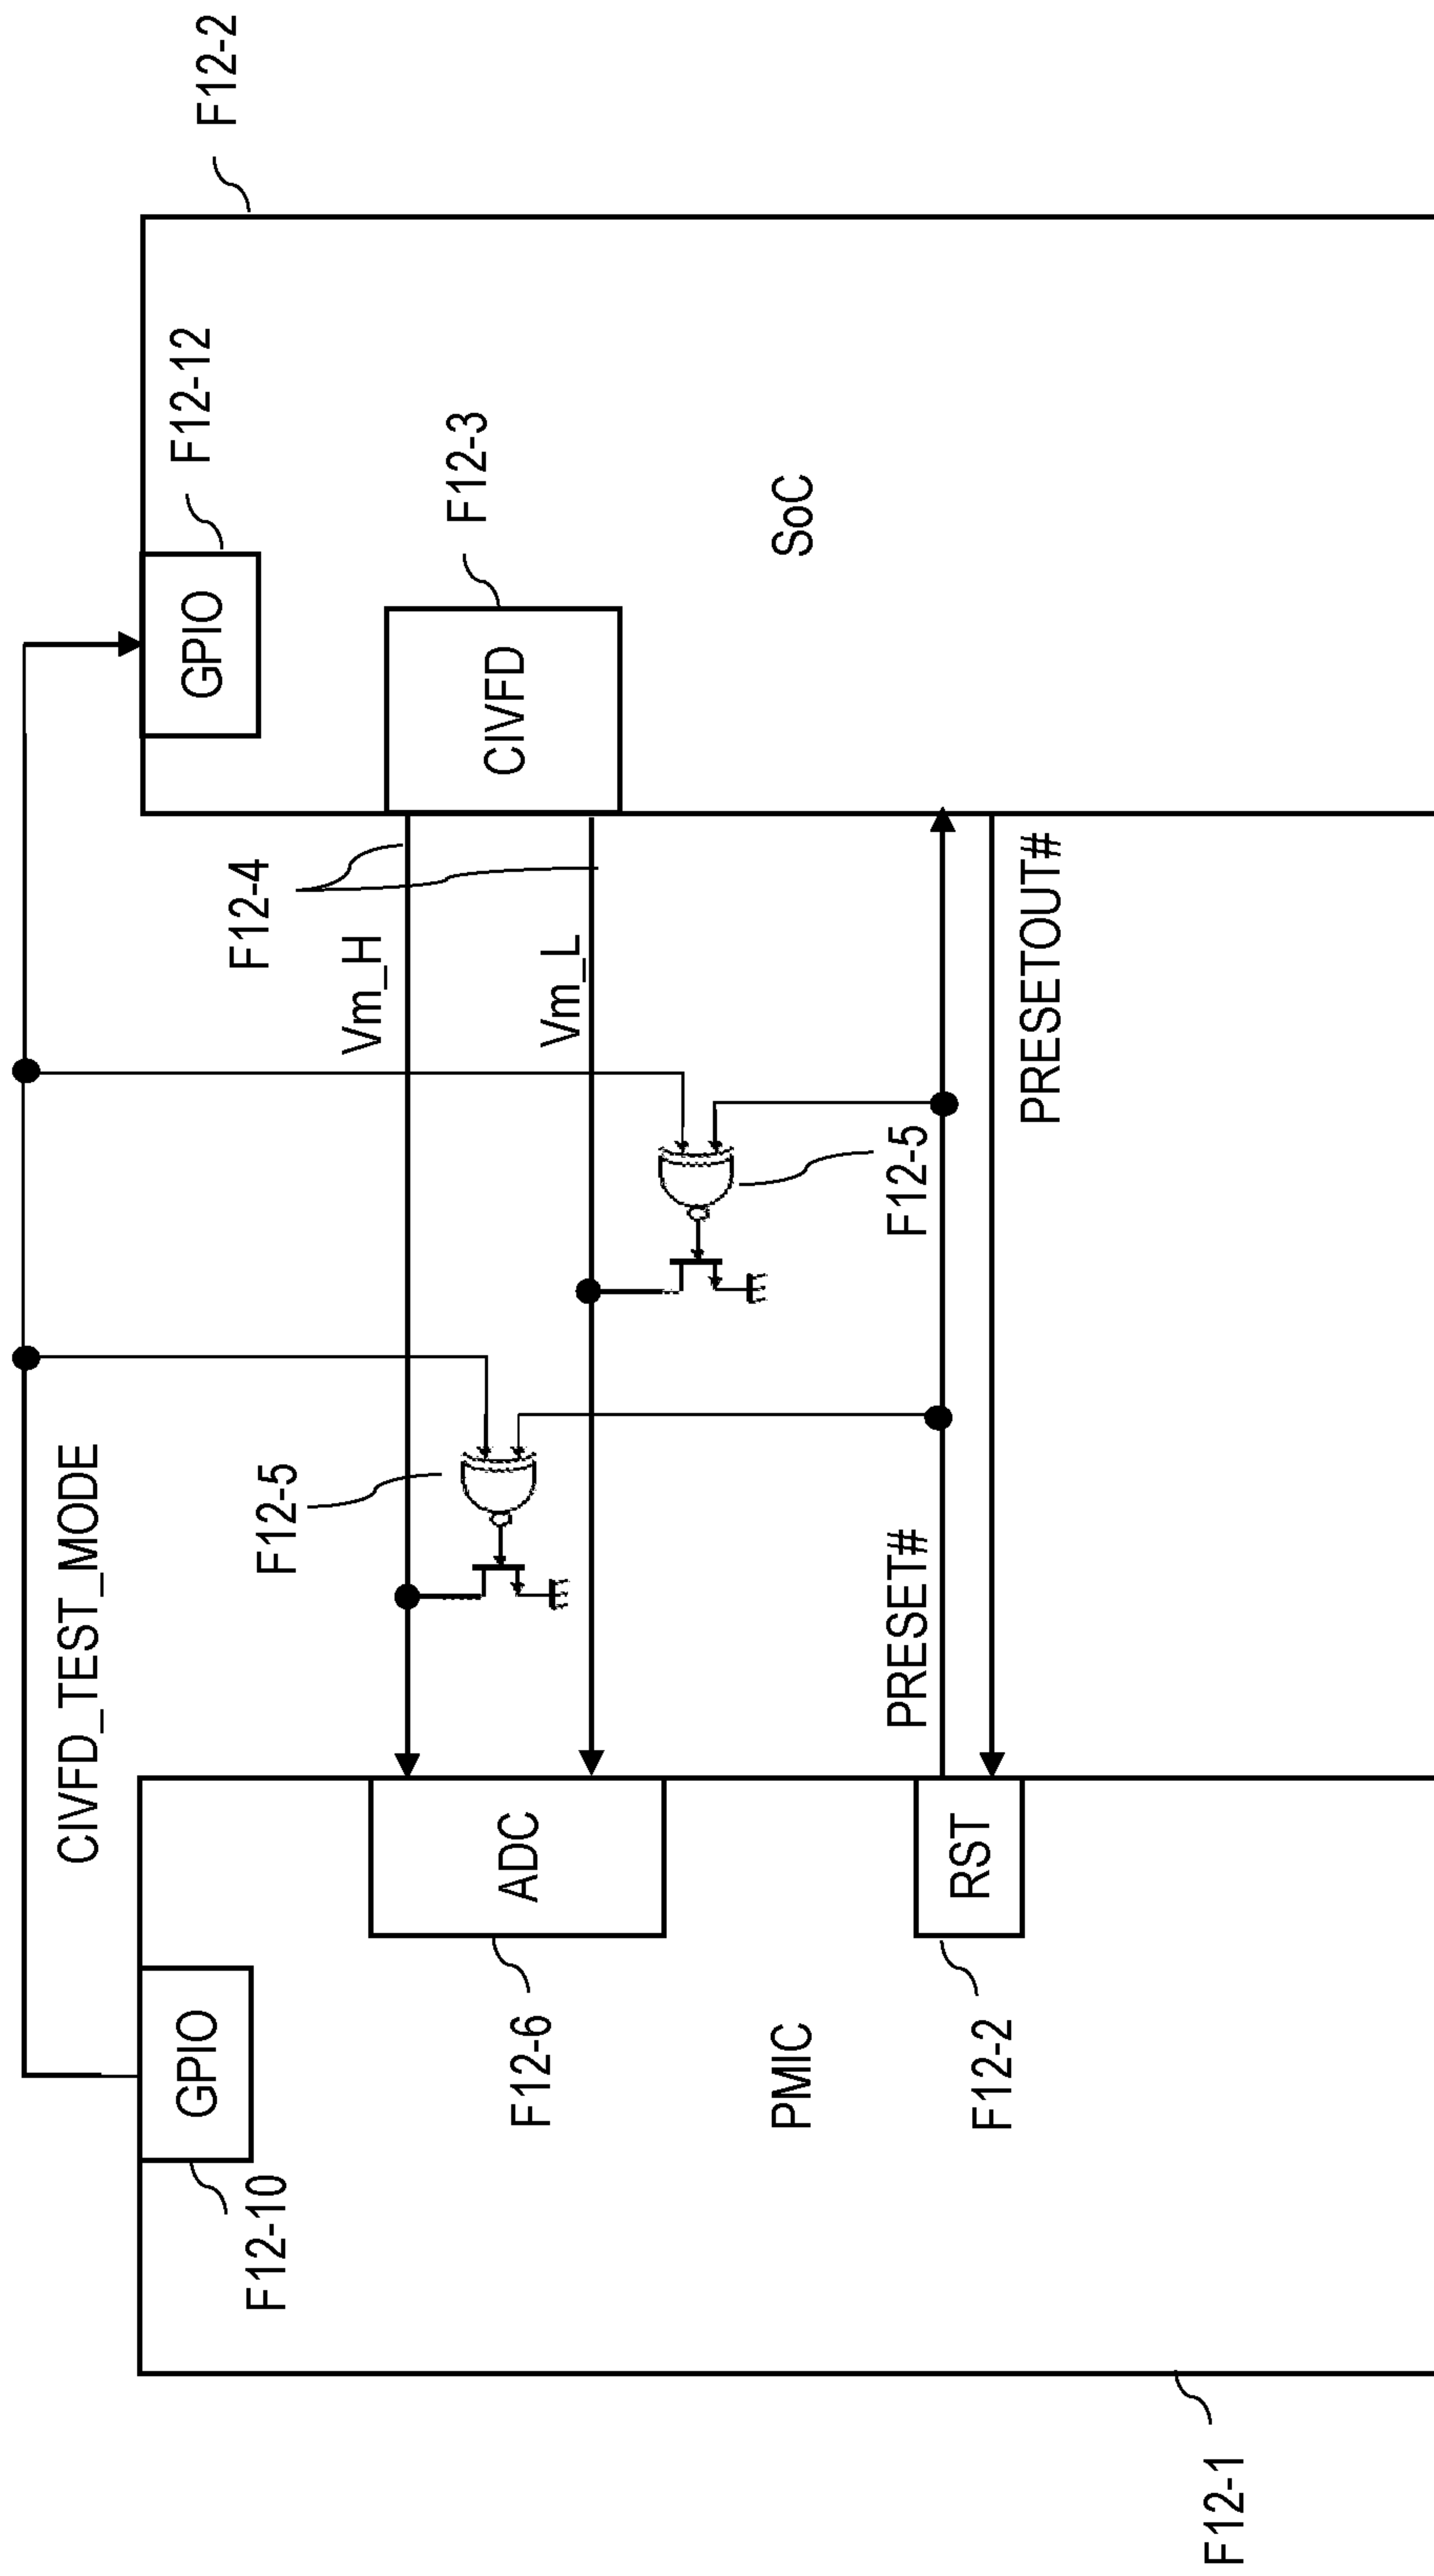 CIVFD_TEST_MODE
F12-2
GPIO
F12-10
GPIO
F12-12
F12-4
F12-5
Vm_H
CIVFD
F12-3
ADC
F12-6
Vm_L
SoC
PMIC
F12-5
PRESET#
RST
F12-2
PRESETOUT#
F12-1